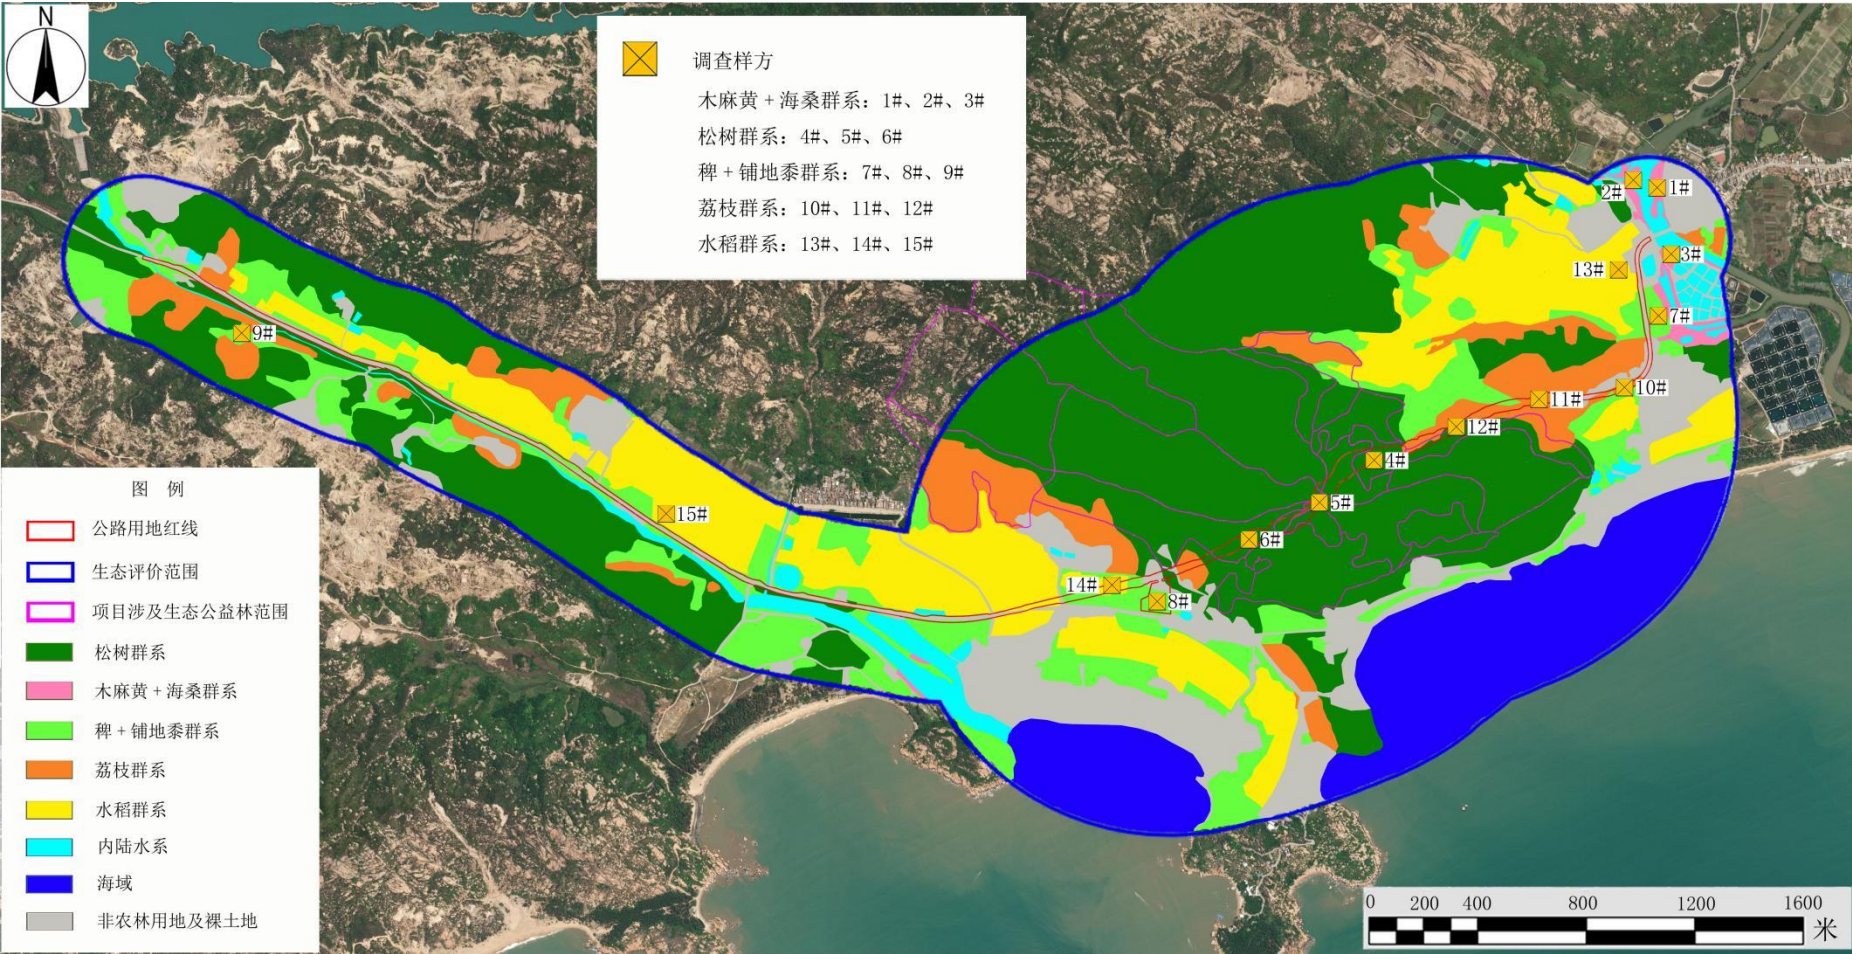 N
调查样方
木麻黄+海桑群系：1#、2#、3#
松树群系：4#、5#、6#
稗+铺地黍群系：7#、8#、9#
荔枝群系：10#、11#、12#
水稻群系：13#、14#、15#
2#
1#
3#
13#
7#
9#
10#
11#
12#
4#
5#
15#
6#
14#
8#
图 例
公路用地红线
生态评价范围
项目涉及生态公益林范围
松树群系
木麻黄+海桑群系
稗+铺地黍群系
荔枝群系
水稻群系
内陆水系
海域
非农林用地及裸土地
0 200 400 800 1200 1600
米